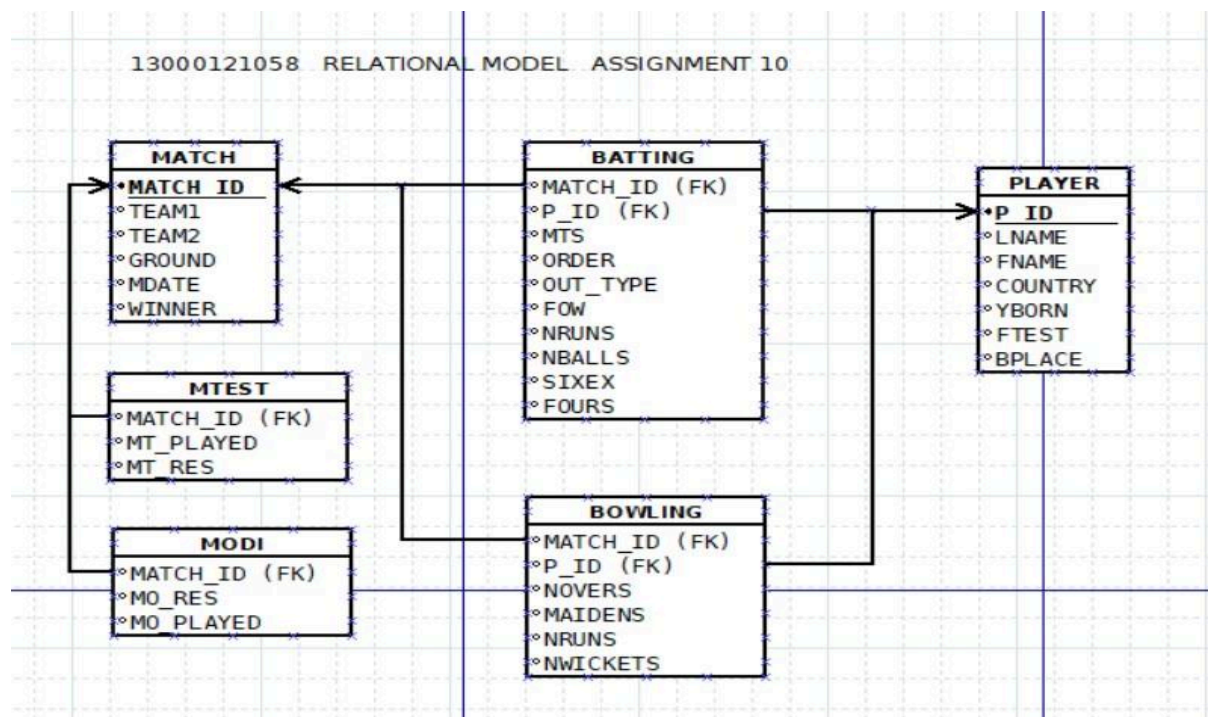 13000121058 RELATIONAL MODEL ASSIGNMENT 10
MATCH
MATCH_ID
TEAM1
TEAM2
GROUND
MDATE
WINNER
MTEST
MATCH_ID (FK)
MT_PLAYED
MT_RES
MODI
MATCH_ID (FK)
MO_RES
MO_PLAYED
BATTING
MATCH_ID (FK)
P_ID (FK)
MTS
ORDER
OUT_TYPE
FOW
NRUNS
NBALLS
SIXEX
FOURS
BOWLING
MATCH_ID (FK)
P_ID (FK)
NOVERS
MAIDENS
NRUNS
NWICKETS
PLAYER
P_ID
LNAME
FNAME
COUNTRY
YBORN
FTEST
BPLACE